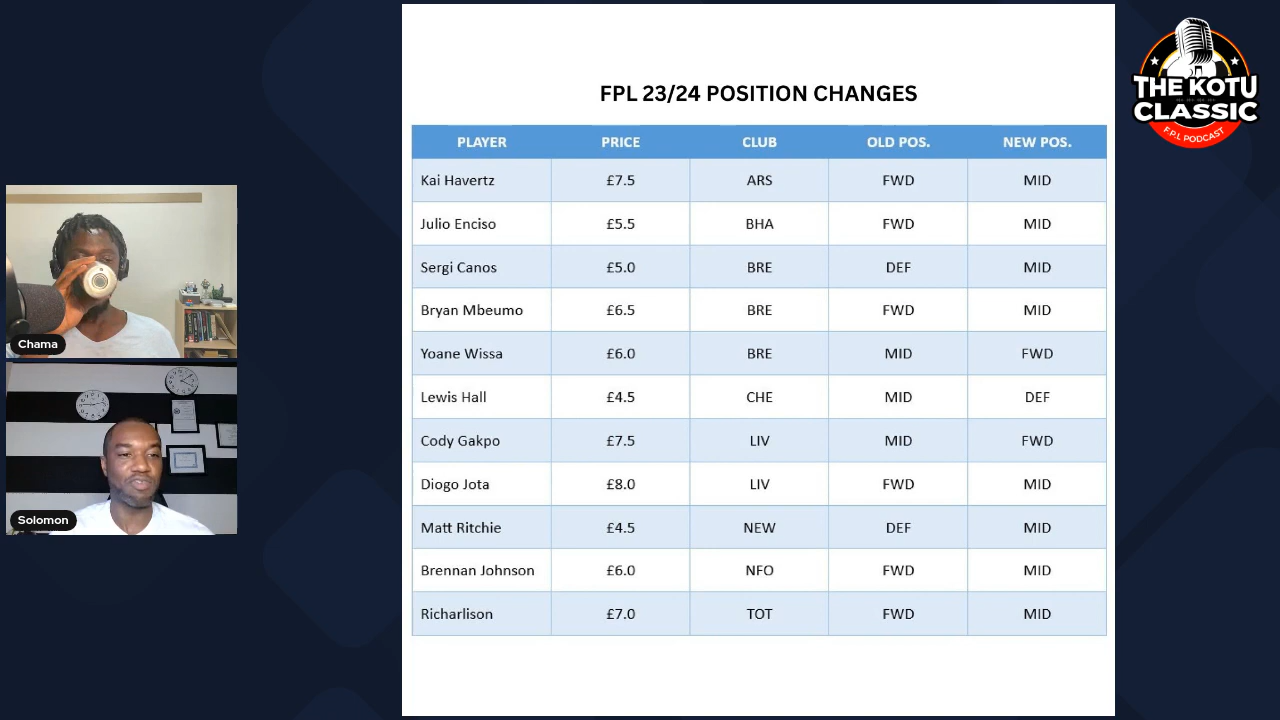 FPL 23/24 POSITION CHANGES
PLAYER PRICE CLUB OLD POS. NEW POS.
Kai Havertz £7.5 ARS FWD MID
Julio Enciso £5.5 BHA FWD MID
Sergi Canos £5.0 BRE DEF MID
Bryan Mbeumo £6.5 BRE FWD MID
Yoane Wissa £6.0 BRE MID FWD
Lewis Hall £4.5 CHE MID DEF
Cody Gakpo £7.5 LIV MID FWD
Diogo Jota £8.0 LIV FWD MID
Matt Ritchie £4.5 NEW DEF MID
Brennan Johnson £6.0 NFO FWD MID
Richarlison £7.0 TOT FWD MID
Chama
Solomon
THE KOTU
CLASSIC
F.P.L PODCAST